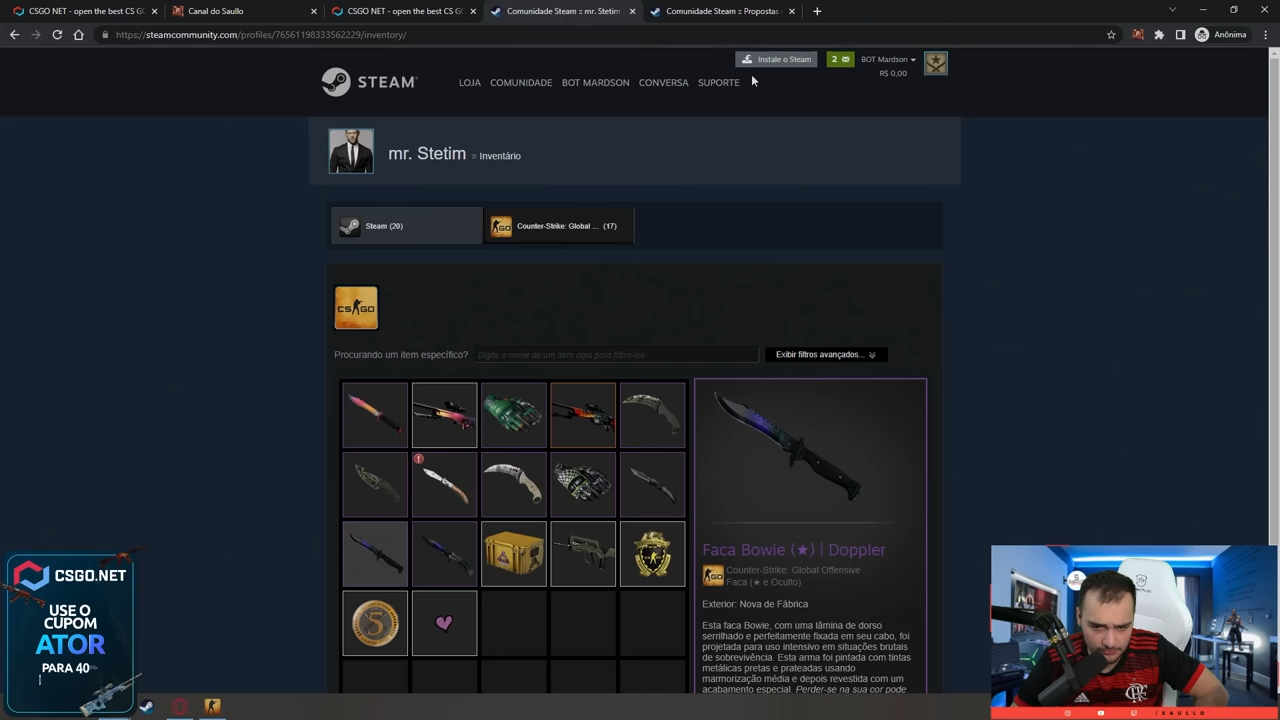 CSGO NET - open the best CS G
Canal do Saullo
CSGO NET - open the best CS G
Comunidade Steam :: mr. Stetim
Comunidade Steam :: Propostas
https://steamcommunity.com/profiles/76561198333562229/inventory/
Anônima
Instale o Steam
2
BOT Mardson
R$ 0,00
STEAM
LOJA COMUNIDADE BOT MARDSON CONVERSA SUPORTE
mr. Stetim » Inventário
Steam (20)
Counter-Strike: Global ... (17)
CS GO
Procurando um item específico?
Digite o nome de um item aqui para filtrá-los
Exibir filtros avançados...
Faca Bowie (★) | Doppler
Counter-Strike: Global Offensive
Faca (★ e Oculto)
Exterior: Nova de Fábrica
Esta faca Bowie, com uma lâmina de dorso
serrilhado e perfeitamente fixada em seu cabo, foi
projetada para uso intensivo em situações brutais
de sobrevivência. Esta arma foi pintada com tintas
metálicas pretas e prateadas usando
marmorização média e depois revestida com um
acabamento especial. Perder-se na sua cor pode
5
CSGO.NET
USE O
CUPOM
ATOR
PARA 40
/SAULLO